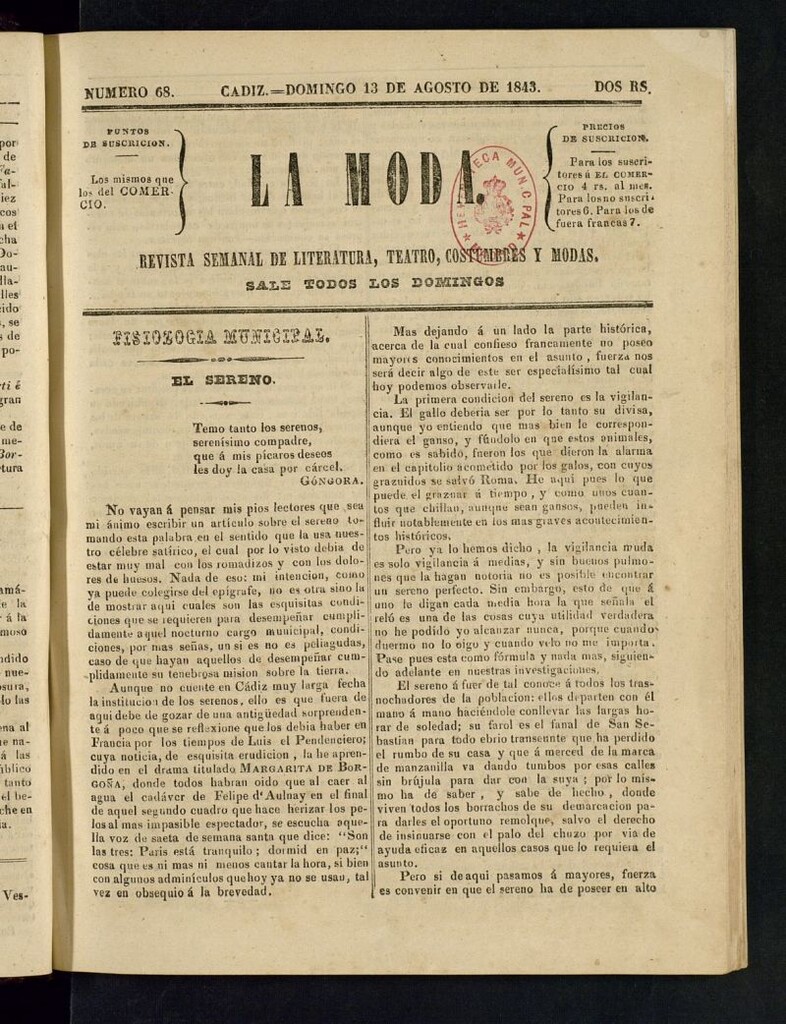 NUMERO 68.
CADIZ.=DOMINGO 13 DE AGOSTO DE 1843.
DOS RS.
PUNTOS
DE SUSCRICION.
Los mismos que
los del COMER-
CIO.
LA MODA.
PRECIOS
DE SUSCRICION.
Para los suscri-
tores á EL COMER-
CIO 4 rs. al mes.
Para los no suscri-
tores 6. Para los de
fuera francas 7.
REVISTA SEMANAL DE LITERATURA, TEATRO, COSTUMBRES Y MODAS.
SALE TODOS LOS DOMINGOS
FISIOLOGIA MUNICIPAL.
EL SERENO.
Temo tanto los serenos,
serenísimo compadre,
que á mis pícaros deseos
les doy la casa por cárcel.
GÓNGORA.
No vayan á pensar mis pios lectores que sea
mi ánimo escribir un artículo sobre el sereno to-
mando esta palabra en el sentido que la usa nues-
tro célebre satírico, el cual por lo visto debia de
estar muy mal con los romadizos y con los dolo-
res de huesos. Nada de eso: mi intencion, como
ya puede colegirse del epígrafe, no es otra sino la
de mostrar aqui cuales son las esquisitas condi-
ciones que se requieren para desempeñar cumpli-
damente aquel nocturno cargo municipal, condi-
ciones, por mas señas, un si es no es peliagudas,
caso de que hayan aquellos de desempeñar cum-
plidamente su tenebrosa mision sobre la tierra.
Aunque no cuente en Cádiz muy larga fecha
la institucion de los serenos, ello es que fuera de
aqui debe de gozar de una antigüedad sorprenden-
te á poco que se reflexione que los debia haber en
Francia por los tiempos de Luis el Pendenciero;
cuya noticia, de esquisita erudicion, la he apren-
dido en el drama titulado MARGARITA DE BOR-
GOÑA, donde todos habran oido que al caer al
agua el cadáver de Felipe d'Aulnay en el final
de aquel segundo cuadro que hace herizar los pe-
los al mas impasible espectador, se escucha aque-
lla voz de saeta de semana santa que dice: "Son
las tres: Paris está tranquilo; dormid en paz;"
cosa que es ni mas ni menos cantar la hora, si bien
con algunos adminículos que hoy ya no se usan, tal
vez en obsequio á la brevedad.
Mas dejando á un lado la parte histórica,
acerca de la cual confieso francamente no poseo
mayores conocimientos en el asunto, fuerza nos
será decir algo de este ser especialísimo tal cual
hoy podemos observarle.
La primera condicion del sereno es la vigilan-
cia. El gallo deberia ser por lo tanto su divisa,
aunque yo entiendo que mas bien le correspon-
diera el ganso, y fúndolo en que estos animales,
como es sabido, fueron los que dieron la alarma
en el capitolio acometido por los galos, con cuyos
graznidos se salvó Roma. He aqui pues lo que
puede el graznar á tiempo, y como unos cuan-
tos que chillan, aunque sean gansos, pueden in-
fluir notablemente en los mas graves acontecimien-
tos históricos.
Pero ya lo hemos dicho, la vigilancia muda
es solo vigilancia á medias, y sin buenos pulmo-
nes que la hagan notoria no es posible encontrar
un sereno perfecto. Sin embargo, esto de que á
uno le digan cada media hora la que señala el
reló es una de las cosas cuya utilidad verdadera
no he podido yo alcanzar nunca, porque cuando
duermo no lo oigo y cuando velo no me importa.
Pase pues esta como fórmula y nada mas, siguien-
do adelante en nuestras investigaciones.
El sereno á fuer de tal conoce á todos los tras-
nochadores de la poblacion: ellos departen con él
mano á mano haciéndole conllevar las largas ho-
rar de soledad; su farol es el fanal de San Se-
bastian para todo ebrio transeunte que ha perdido
el rumbo de su casa y que á merced de la marca
de manzanilla va dando tumbos por esas calles
sin brújula para dar con la suya; por lo mis-
mo ha de saber, y sabe de hecho, donde
viven todos los borrachos de su demarcacion pa-
ra darles el oportuno remolque, salvo el derecho
de insinuarse con el palo del chuzo por via de
ayuda eficaz en aquellos casos que lo requiera el
asunto.
Pero si de aqui pasamos á mayores, fuerza
es convenir en que el sereno ha de poseer en alto